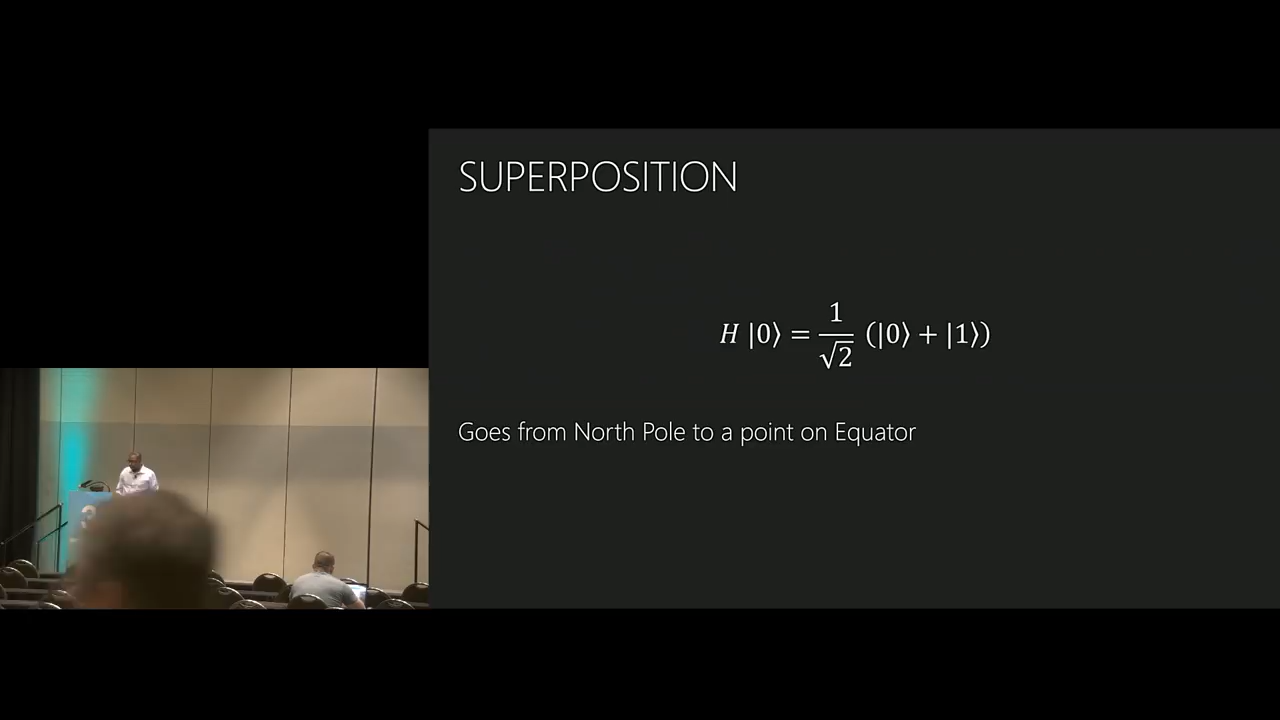 SUPERPOSITION
H |0⟩ = 1/√2 (|0⟩ + |1⟩)
Goes from North Pole to a point on Equator